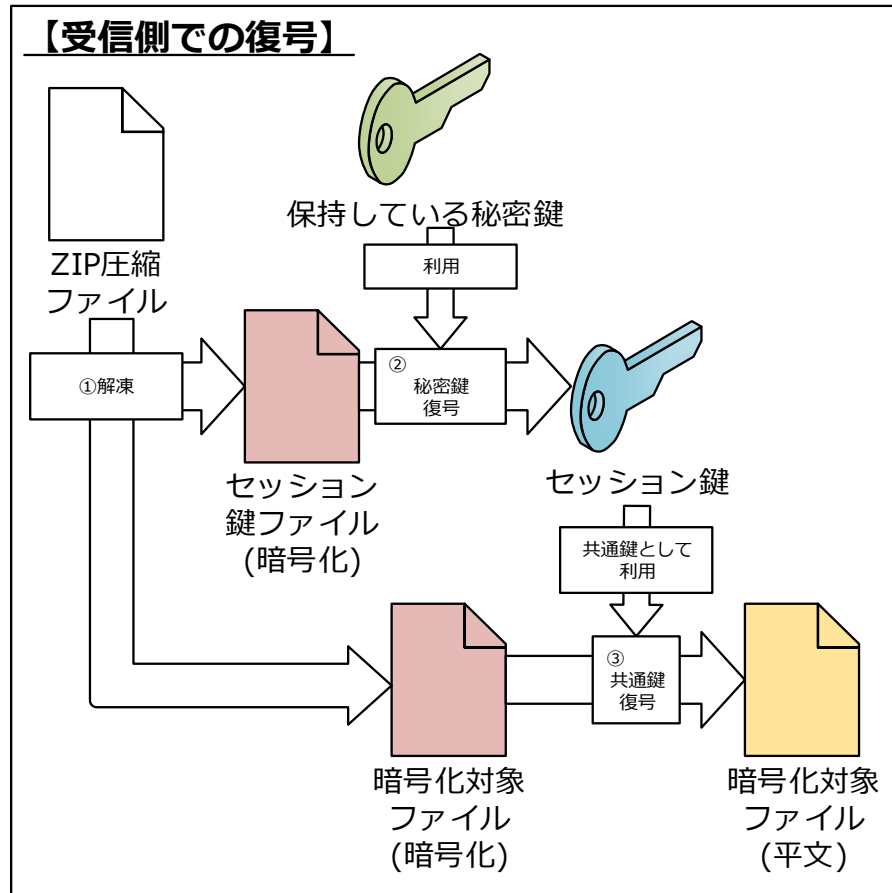 【受信側での復号】
保持している秘密鍵
ZIP圧縮
ファイル
利用
①解凍
②
秘密鍵
復号
セッション
鍵ファイル
(暗号化)
セッション鍵
共通鍵として
利用
③
共通鍵
復号
暗号化対象
ファイル
(暗号化)
暗号化対象
ファイル
(平文)